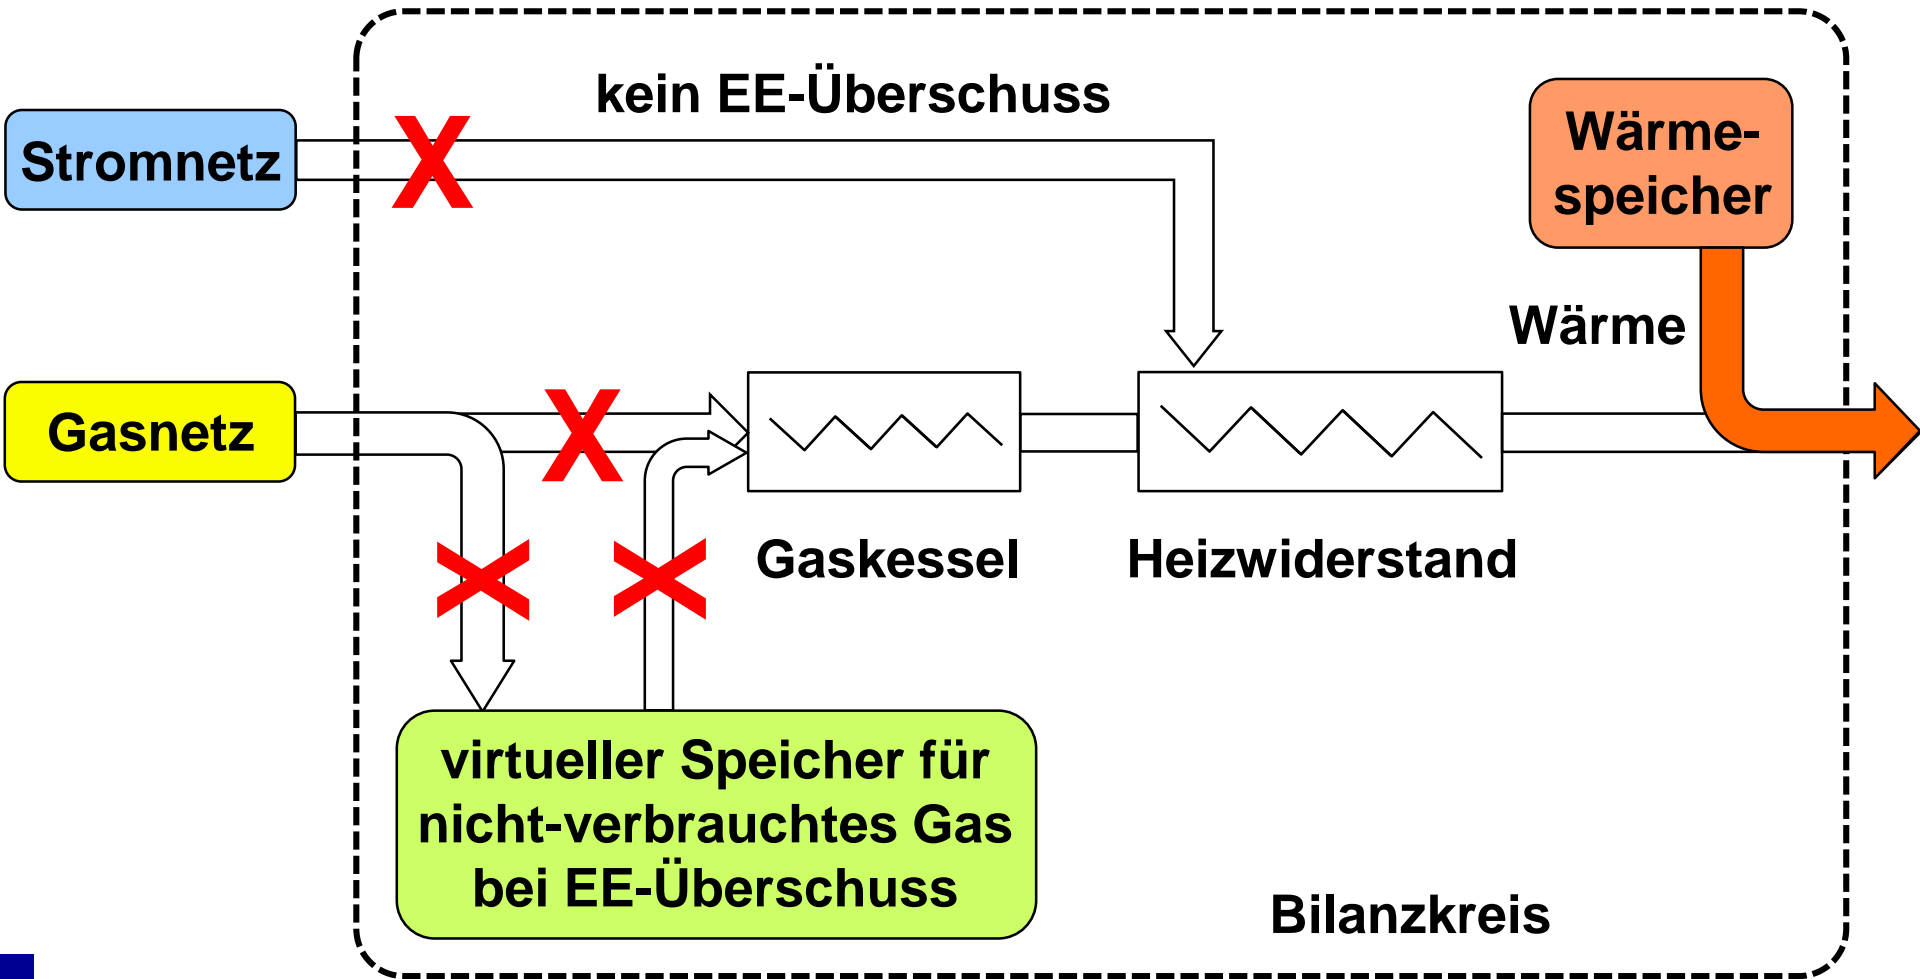 kein EE-Überschuss
Stromnetz
X
Wärme-
speicher
Wärme
Gasnetz
X
X
X
Gaskessel
Heizwiderstand
virtueller Speicher für
nicht-verbrauchtes Gas
bei EE-Überschuss
Bilanzkreis